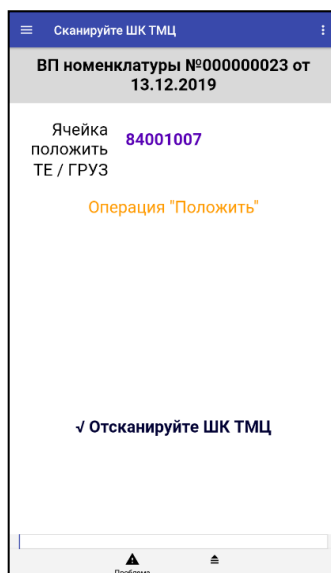 Сканируйте ШК ТМЦ
ВП номенклатуры №000000023 от
13.12.2019
Ячейка
положить
84001007
ТЕ / ГРУЗ
Операция "Положить"
√ Отсканируйте ШК ТМЦ
Проблема